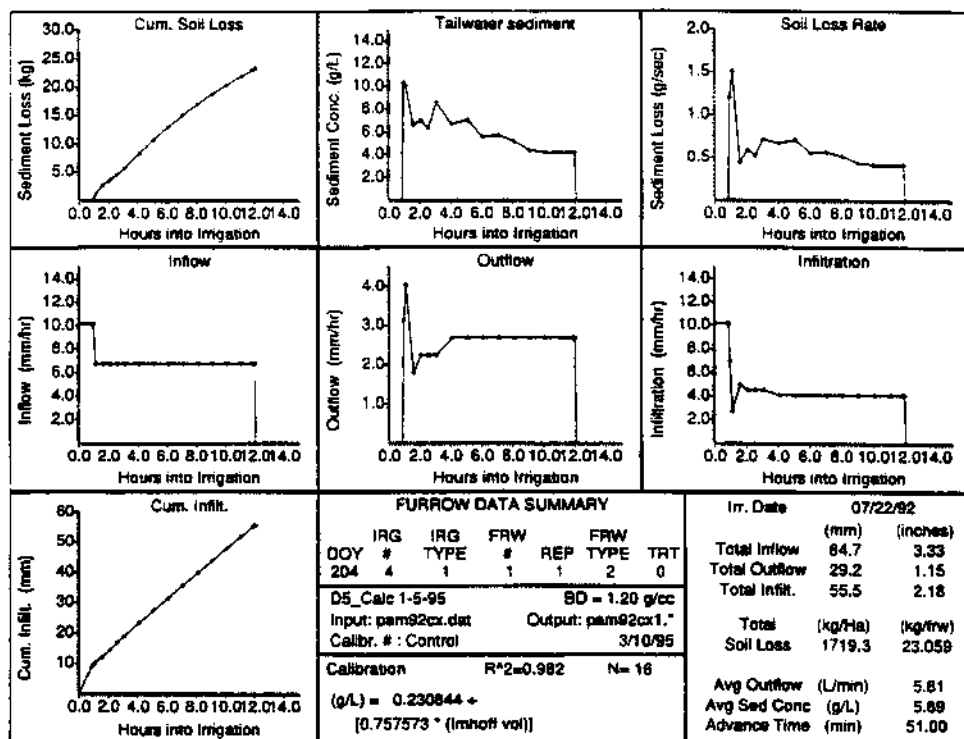 Cum. Soil Loss
Sediment Loss (kg)
30.0
25.0
20.0
15.0
10.0
5.0
0.0 2.0 4.0 6.0 8.0 10.0 12.0 14.0
Hours into Irrigation
Tailwater sediment
Sediment Conc. (g/L)
14.0
12.0
10.0
8.0
6.0
4.0
2.0
0.0 2.0 4.0 6.0 8.0 10.0 12.0 14.0
Hours into Irrigation
Soil Loss Rate
Sediment Loss (g/sec)
2.0
1.5
1.0
0.5
0.0 2.0 4.0 6.0 8.0 10.0 12.0 14.0
Hours into Irrigation
Inflow
Inflow (mm/hr)
14.0
12.0
10.0
8.0
6.0
4.0
2.0
0.0 2.0 4.0 6.0 8.0 10.0 12.0 14.0
Hours into Irrigation
Outflow
Outflow (mm/hr)
4.0
3.0
2.0
1.0
0.0 2.0 4.0 6.0 8.0 10.0 12.0 14.0
Hours into Irrigation
Infiltration
Infiltration (mm/hr)
14.0
12.0
10.0
8.0
6.0
4.0
2.0
0.0 2.0 4.0 6.0 8.0 10.0 12.0 14.0
Hours into Irrigation
Cum. Infilt.
Cum. Infilt. (mm)
60
50
40
30
20
10
0.0 2.0 4.0 6.0 8.0 10.0 12.0 14.0
Hours into Irrigation
FURROW DATA SUMMARY
IRG IRG FRW FRW
DOY # TYPE # REP TYPE TRT
204 4 1 1 1 2 0
D5_Calc 1-5-95 BD = 1.20 g/cc
Input: pam92cx.dat Output: pam92cx1.*
Calibr. # : Control 3/10/95
Calibration R^2=0.982 N= 16
(g/L) = 0.230844 +
[0.757573 * (Imhoff vol)]
Irr. Date 07/22/92
(mm) (inches)
Total Inflow 84.7 3.33
Total Outflow 29.2 1.15
Total Infilt. 55.5 2.18
Total (kg/Ha) (kg/frw)
Soil Loss 1719.3 23.059
Avg Outflow (L/min) 5.61
Avg Sed Conc (g/L) 5.69
Advance Time (min) 51.00